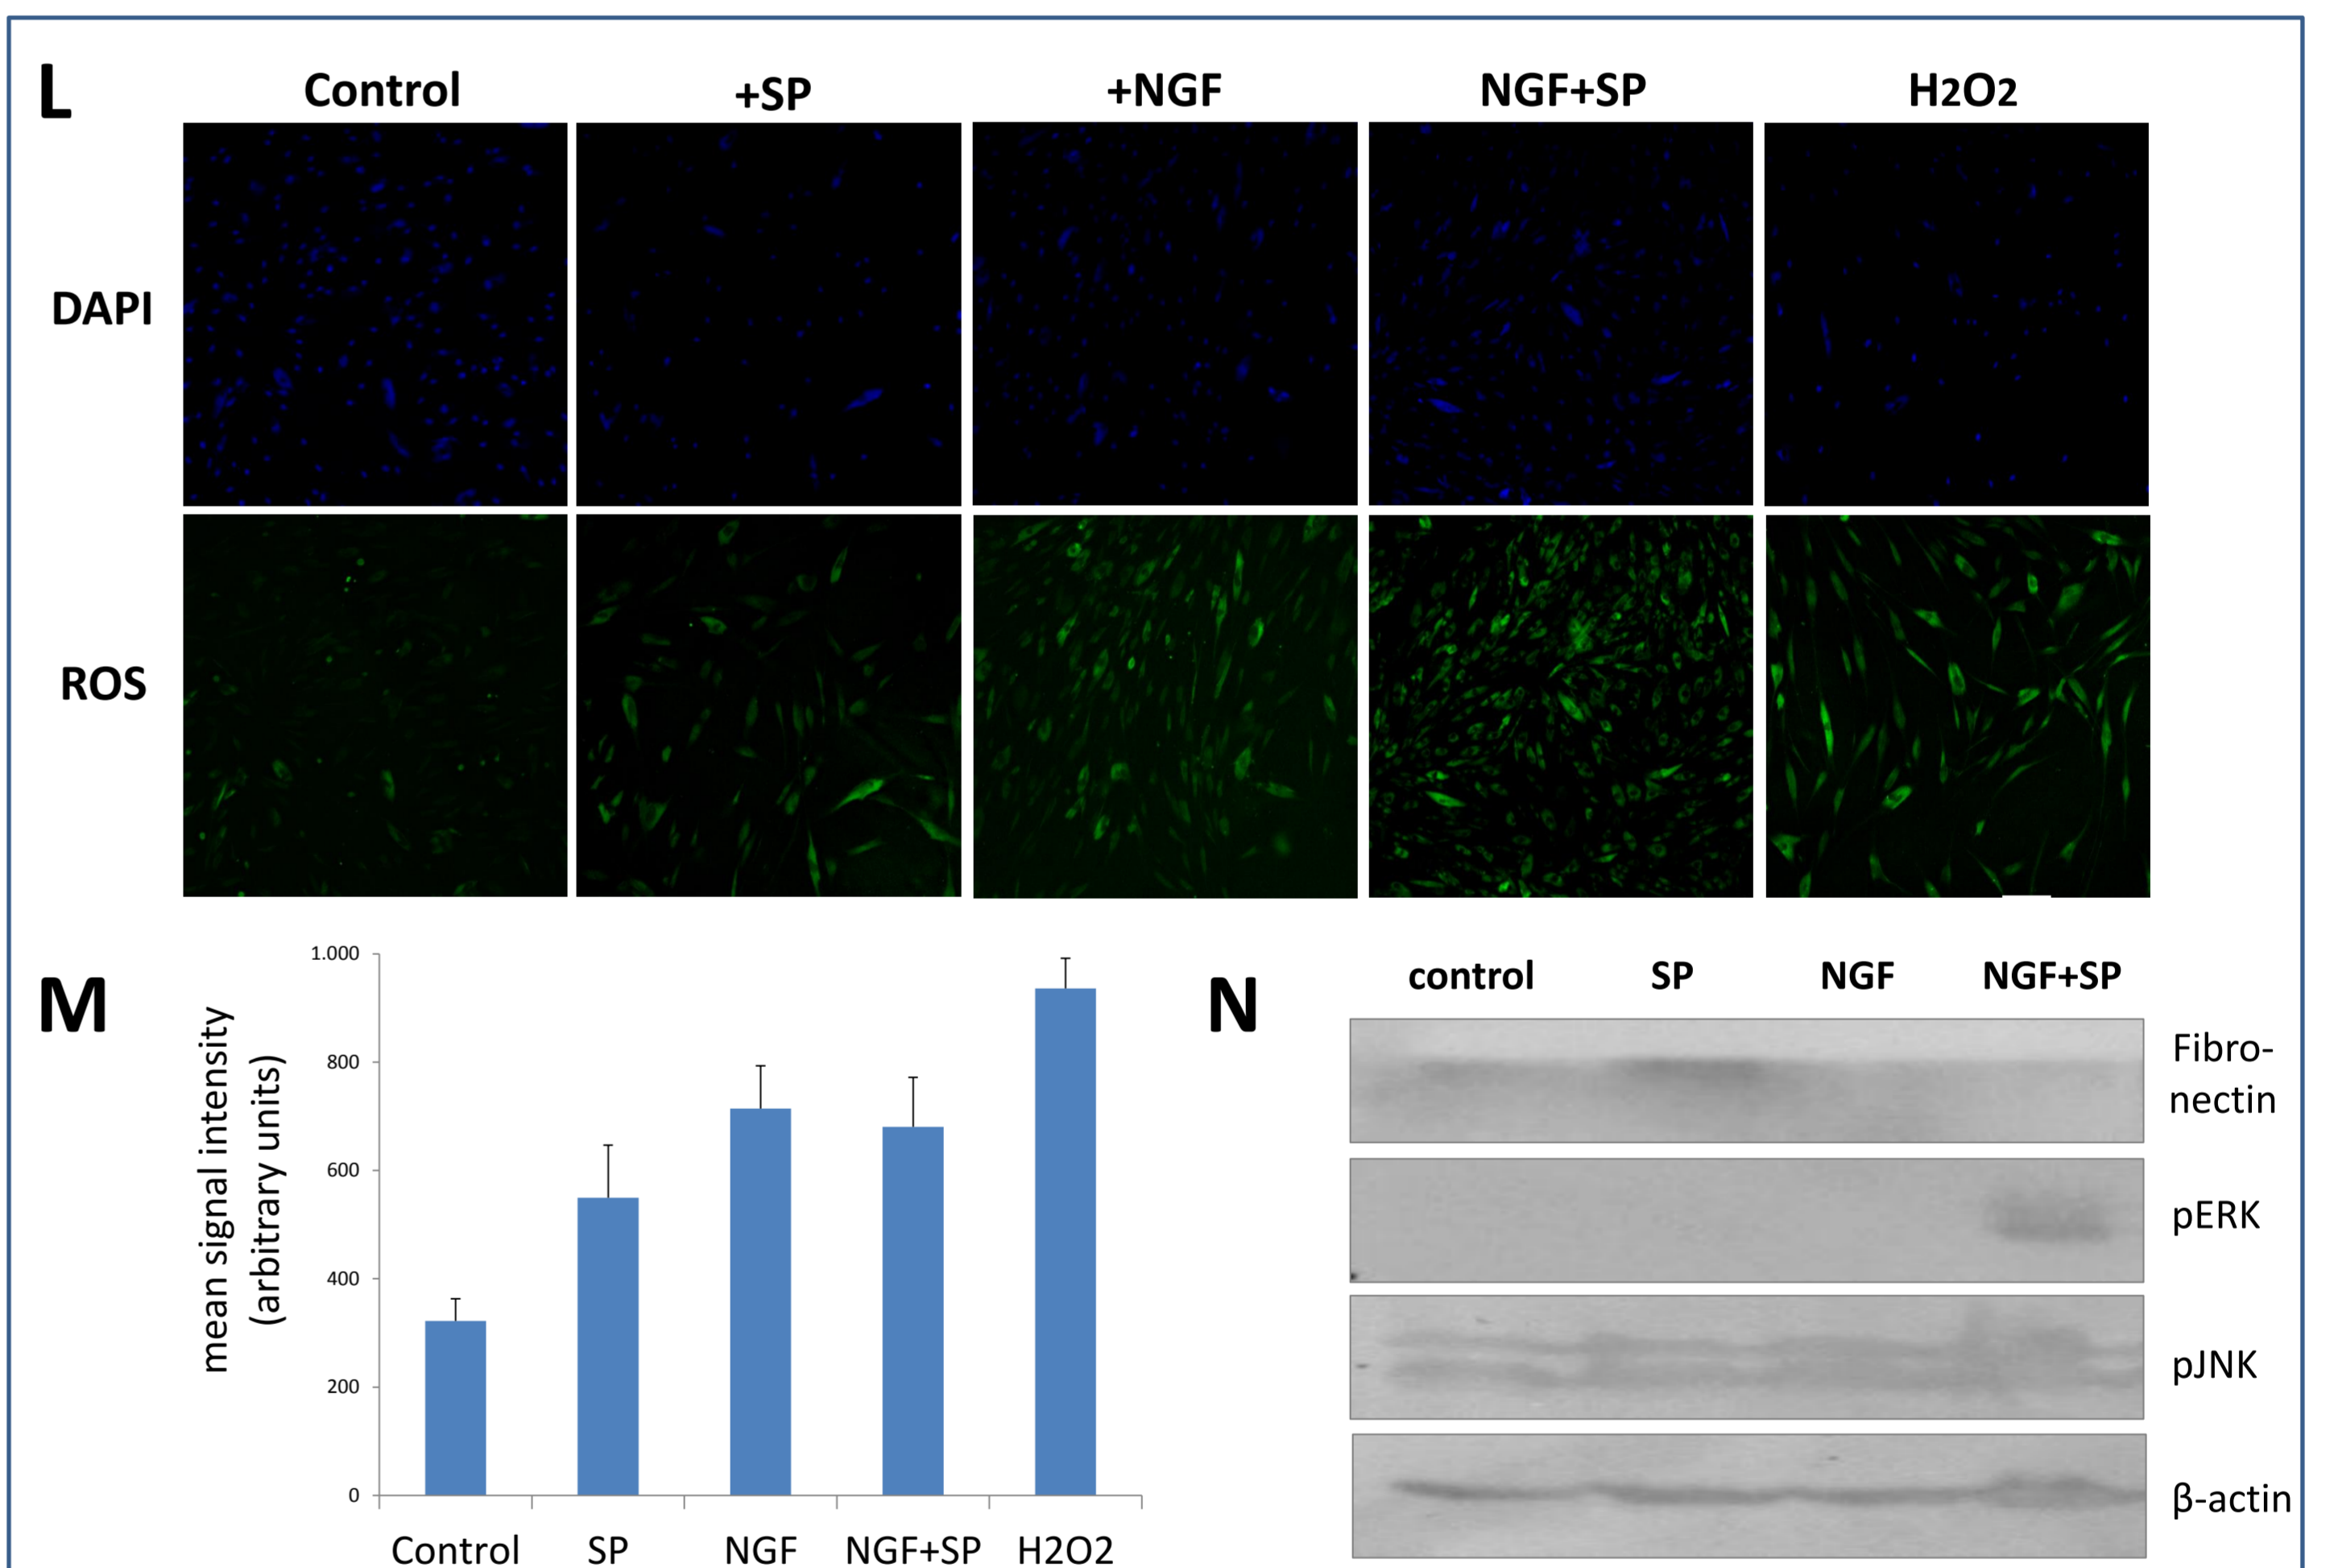 L
Control
+SP
+NGF
NGF+SP
H2O2
DAPI
ROS
M
mean signal intensity
(arbitrary units)
1.000
800
600
400
200
0
Control
SP
NGF
NGF+SP
H2O2
N
control
SP
NGF
NGF+SP
Fibro-
nectin
pERK
pJNK
β-actin